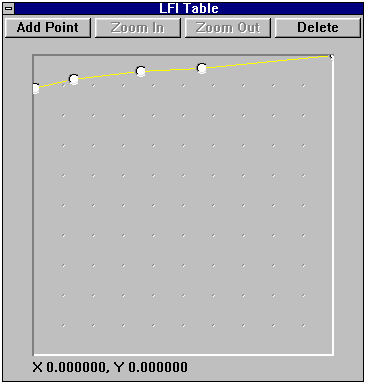 LFI Table
Add Point Zoom In Zoom Out Delete
X 0.000000, Y 0.000000